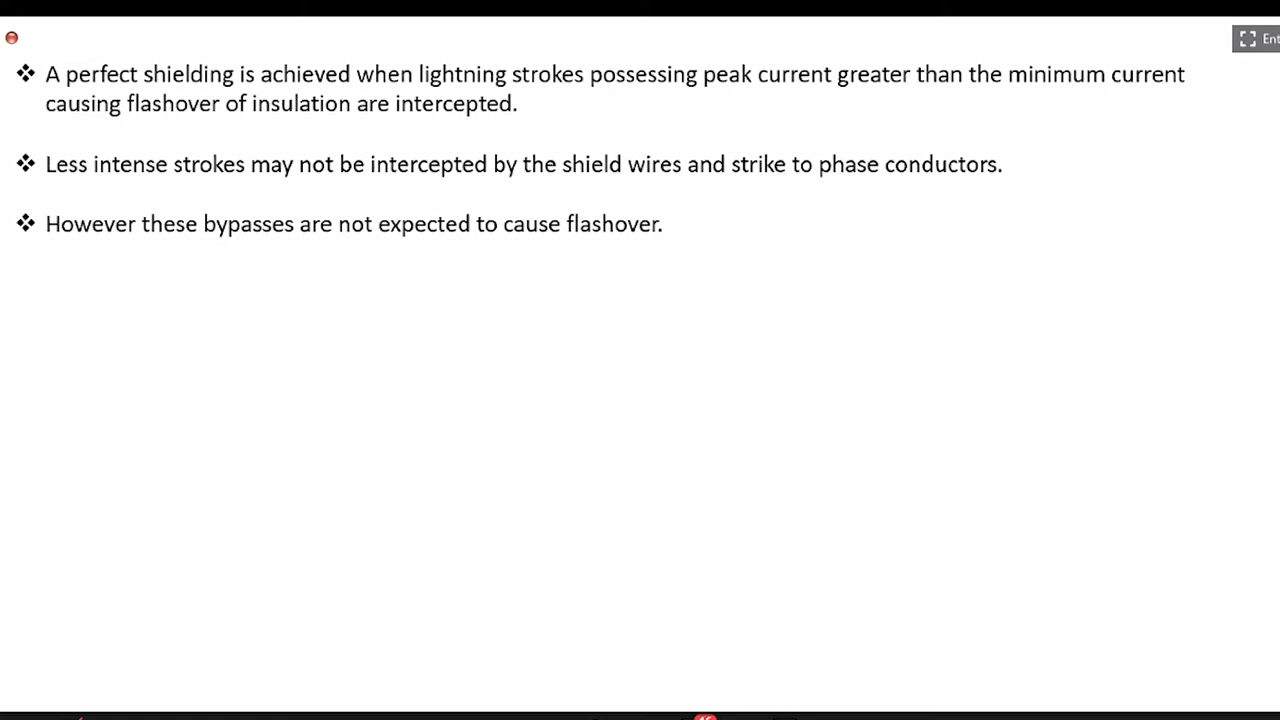 ❖ A perfect shielding is achieved when lightning strokes possessing peak current greater than the minimum current
causing flashover of insulation are intercepted.
❖ Less intense strokes may not be intercepted by the shield wires and strike to phase conductors.
❖ However these bypasses are not expected to cause flashover.
Ent